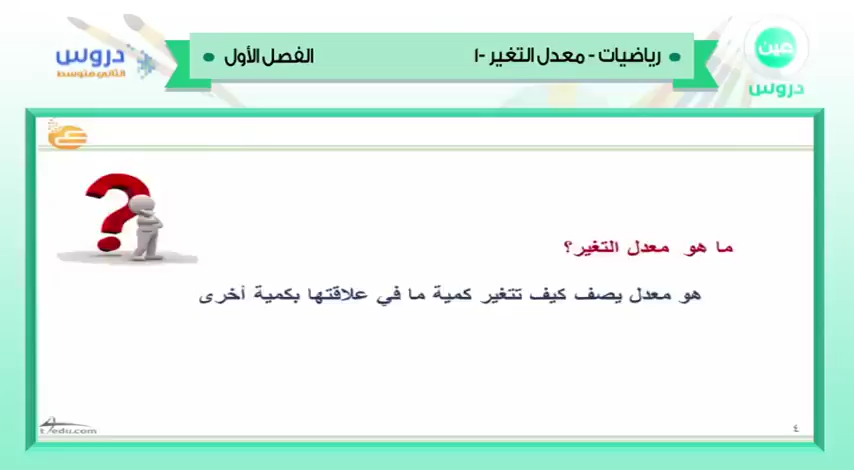 رياضيات - معدل التغير -١
الفصل الأول
عين
دروس
دروس
الثاني متوسط
ما هو معدل التغير؟
هو معدل يصف كيف تتغير كمية ما في علاقتها بكمية أخرى
t4edu.com
٤